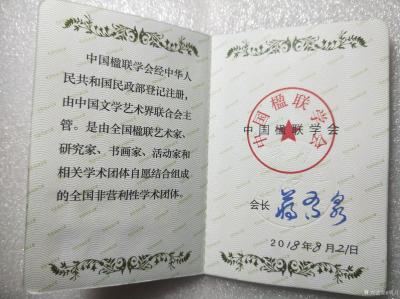 中国楹联学会经中华人
民共和国民政部登记注册，
由中国文学艺术界联合会主
管。是由全国楹联艺术家、
研究家、书画家、活动家和
相关学术团体自愿结合组成
的全国非营利性学术团体。
中国楹联学会
中国楹联学会
会长
2018年8月21日